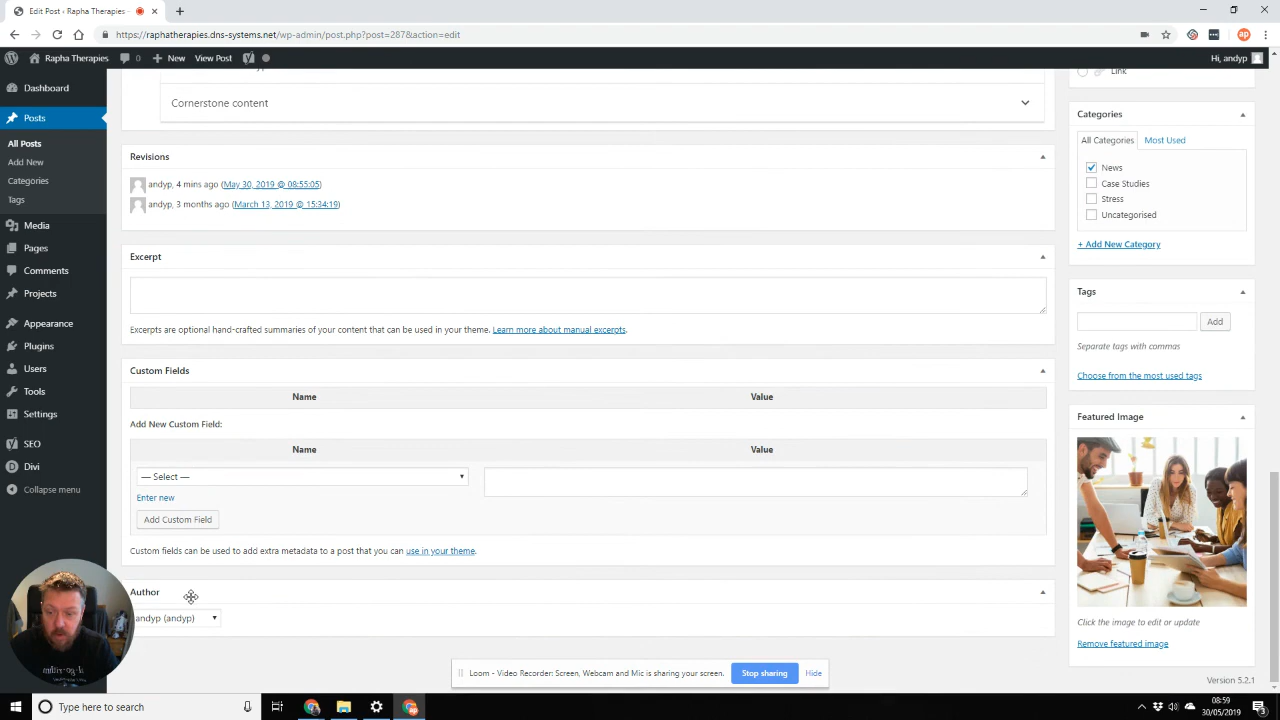 Edit Post ‹ Rapha Therapies
https://raphatherapies.dns-systems.net/wp-admin/post.php?post=287&action=edit
ap
Rapha Therapies
0
New
View Post
Hi, andyp
Dashboard
Posts
All Posts
Add New
Categories
Tags
Media
Pages
Comments
Projects
Appearance
Plugins
Users
Tools
Settings
SEO
Divi
Collapse menu
Cornerstone content
Revisions
andyp, 4 mins ago (May 30, 2019 @ 08:55:05)
andyp, 3 months ago (March 13, 2019 @ 15:34:19)
Excerpt
Excerpts are optional hand-crafted summaries of your content that can be used in your theme. Learn more about manual excerpts.
Custom Fields
Name Value
Add New Custom Field:
Name Value
— Select —
Enter new
Add Custom Field
Custom fields can be used to add extra metadata to a post that you can use in your theme.
Author
andyp (andyp)
Link
Categories
All Categories Most Used
News
Case Studies
Stress
Uncategorised
+ Add New Category
Tags
Add
Separate tags with commas
Choose from the most used tags
Featured Image
Click the image to edit or update
Remove featured image
Version 5.2.1
Loom - Video Recorder: Screen, Webcam and Mic is sharing your screen.
Stop sharing
Hide
Type here to search
08:59
30/05/2019
3